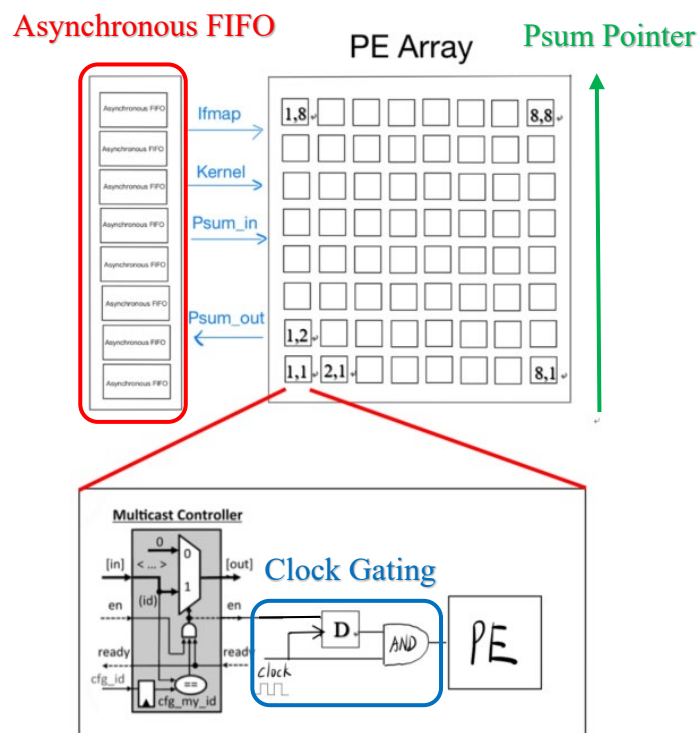 Asynchronous FIFO
PE Array
Psum Pointer
Asynchronous FIFO
Asynchronous FIFO
Asynchronous FIFO
Asynchronous FIFO
Asynchronous FIFO
Asynchronous FIFO
Asynchronous FIFO
Asynchronous FIFO
Ifmap
Kernel
Psum_in
Psum_out
1,8
8,8
1,2
1,1
2,1
8,1
Multicast Controller
0
0
[in]
< ... >
[out]
1
(id)
en
en
ready
ready
cfg_id
==
cfg_my_id
Clock Gating
D
AND
clock
PE